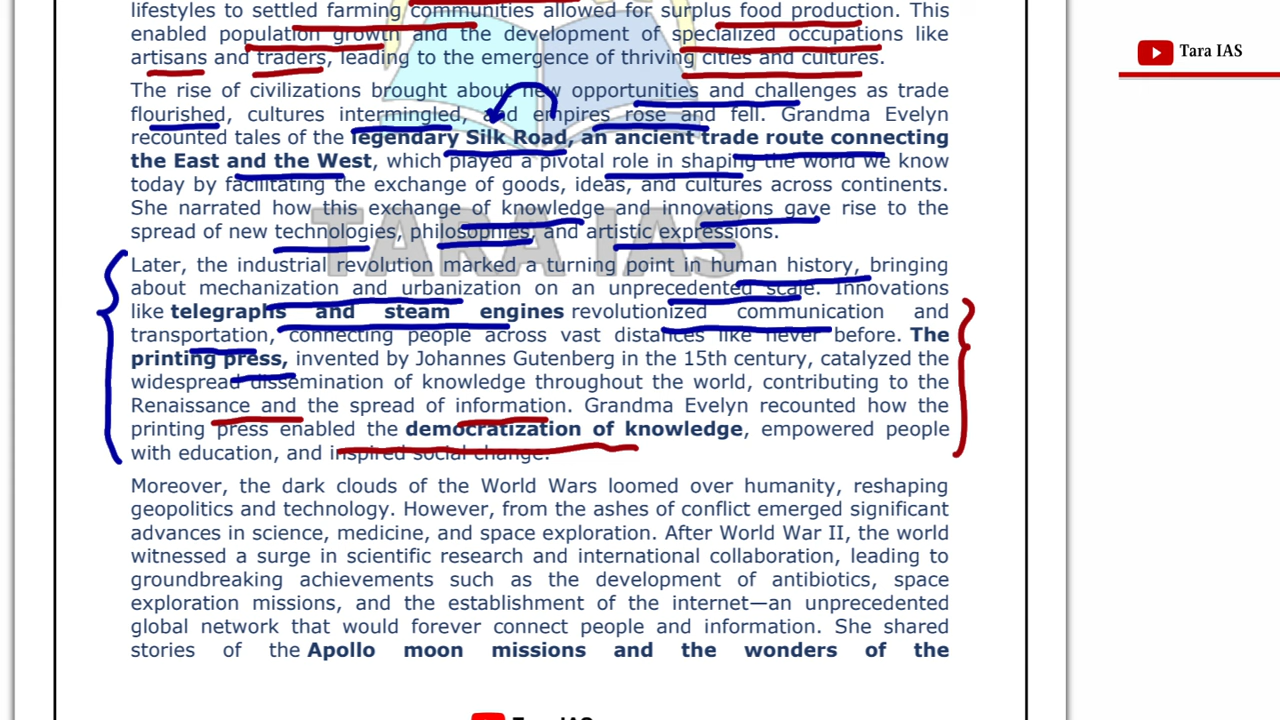 lifestyles to settled farming communities allowed for surplus food production. This
enabled population growth and the development of specialized occupations like
artisans and traders, leading to the emergence of thriving cities and cultures.
The rise of civilizations brought about new opportunities and challenges as trade
flourished, cultures intermingled, and empires rose and fell. Grandma Evelyn
recounted tales of the legendary Silk Road, an ancient trade route connecting
the East and the West, which played a pivotal role in shaping the world we know
today by facilitating the exchange of goods, ideas, and cultures across continents.
She narrated how this exchange of knowledge and innovations gave rise to the
spread of new technologies, philosophies, and artistic expressions.
Later, the industrial revolution marked a turning point in human history, bringing
about mechanization and urbanization on an unprecedented scale. Innovations
like telegraphs and steam engines revolutionized communication and
transportation, connecting people across vast distances like never before. The
printing press, invented by Johannes Gutenberg in the 15th century, catalyzed the
widespread dissemination of knowledge throughout the world, contributing to the
Renaissance and the spread of information. Grandma Evelyn recounted how the
printing press enabled the democratization of knowledge, empowered people
with education, and inspired social change.
Moreover, the dark clouds of the World Wars loomed over humanity, reshaping
geopolitics and technology. However, from the ashes of conflict emerged significant
advances in science, medicine, and space exploration. After World War II, the world
witnessed a surge in scientific research and international collaboration, leading to
groundbreaking achievements such as the development of antibiotics, space
exploration missions, and the establishment of the internet—an unprecedented
global network that would forever connect people and information. She shared
stories of the Apollo moon missions and the wonders of the
Tara IAS
Tara IAS
TARA IAS